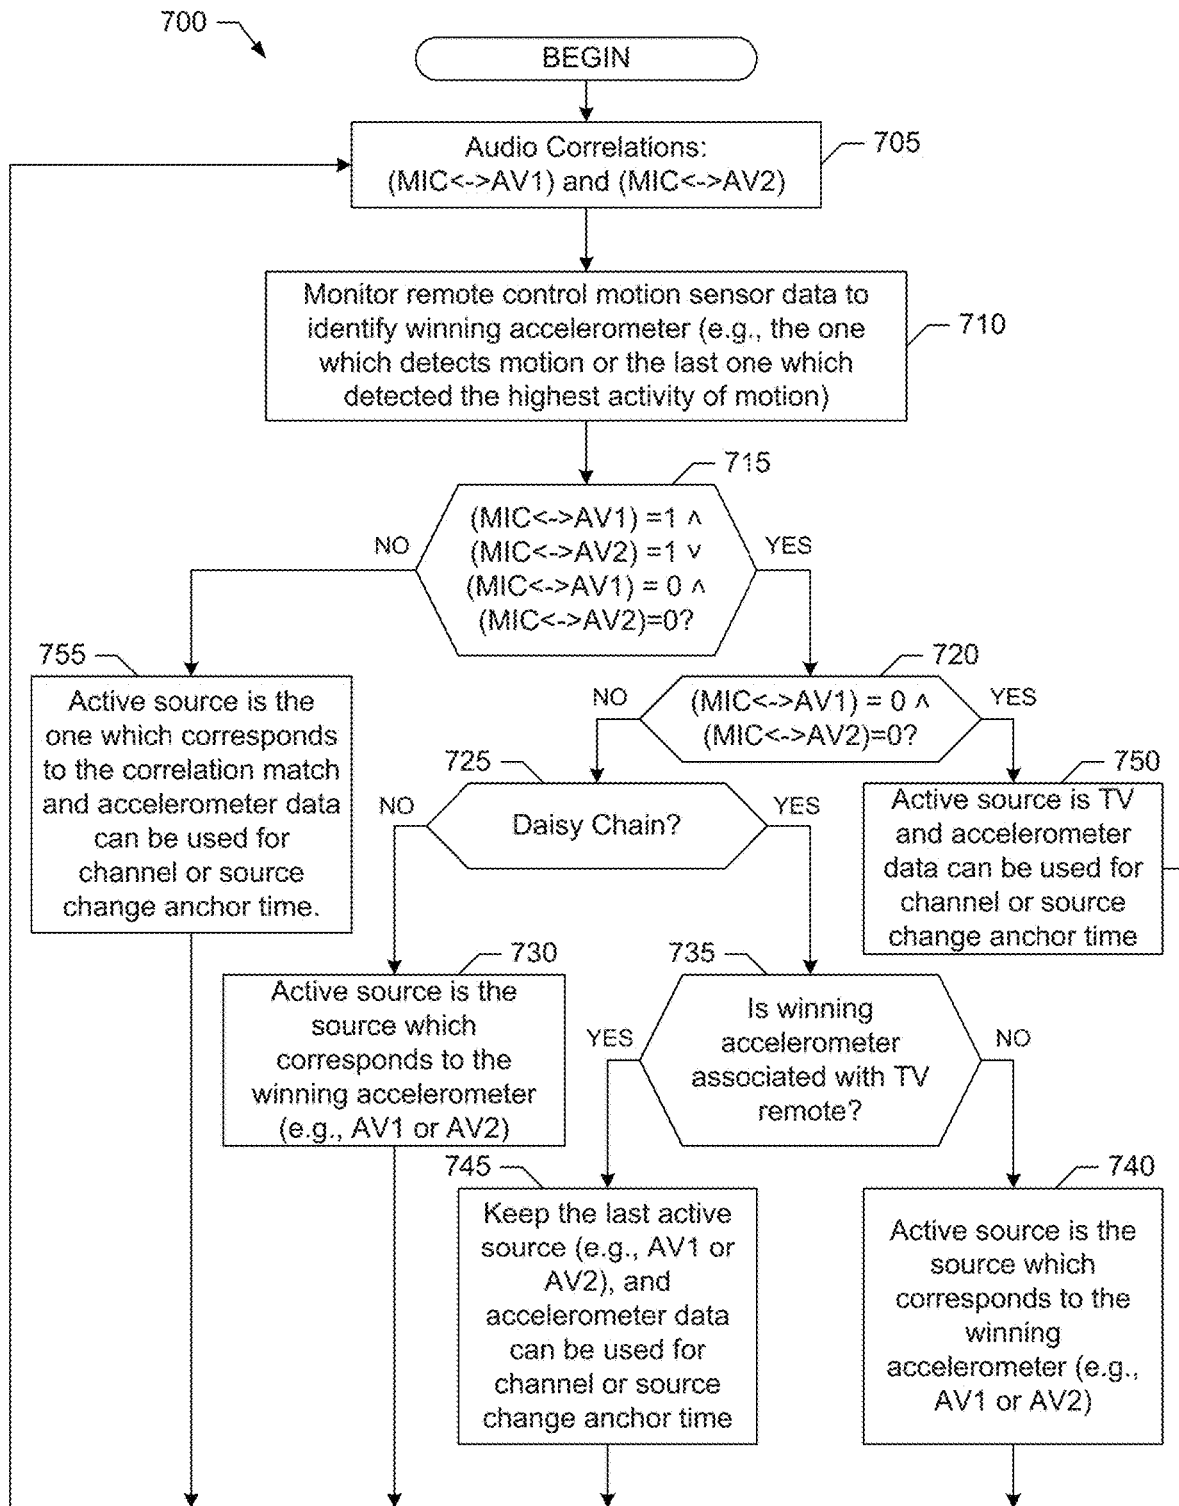 700
BEGIN
Audio Correlations:
(MIC<->AV1) and (MIC<->AV2)
705
Monitor remote control motion sensor data to
identify winning accelerometer (e.g., the one
which detects motion or the last one which
detected the highest activity of motion)
710
715
(MIC<->AV1) =1 ∧
(MIC<->AV2) =1 ∨
(MIC<->AV1) = 0 ∧
(MIC<->AV2)=0?
NO
YES
755
Active source is the
one which corresponds
to the correlation match
and accelerometer data
can be used for
channel or source
change anchor time.
720
(MIC<->AV1) = 0 ∧
(MIC<->AV2)=0?
NO
YES
725
Daisy Chain?
NO
YES
750
Active source is TV
and accelerometer
data can be used for
channel or source
change anchor time
730
Active source is the
source which
corresponds to the
winning accelerometer
(e.g., AV1 or AV2)
735
Is winning
accelerometer
associated with TV
remote?
YES
NO
745
Keep the last active
source (e.g., AV1 or
AV2), and
accelerometer data
can be used for
channel or source
change anchor time
740
Active source is the
source which
corresponds to the
winning
accelerometer (e.g.,
AV1 or AV2)